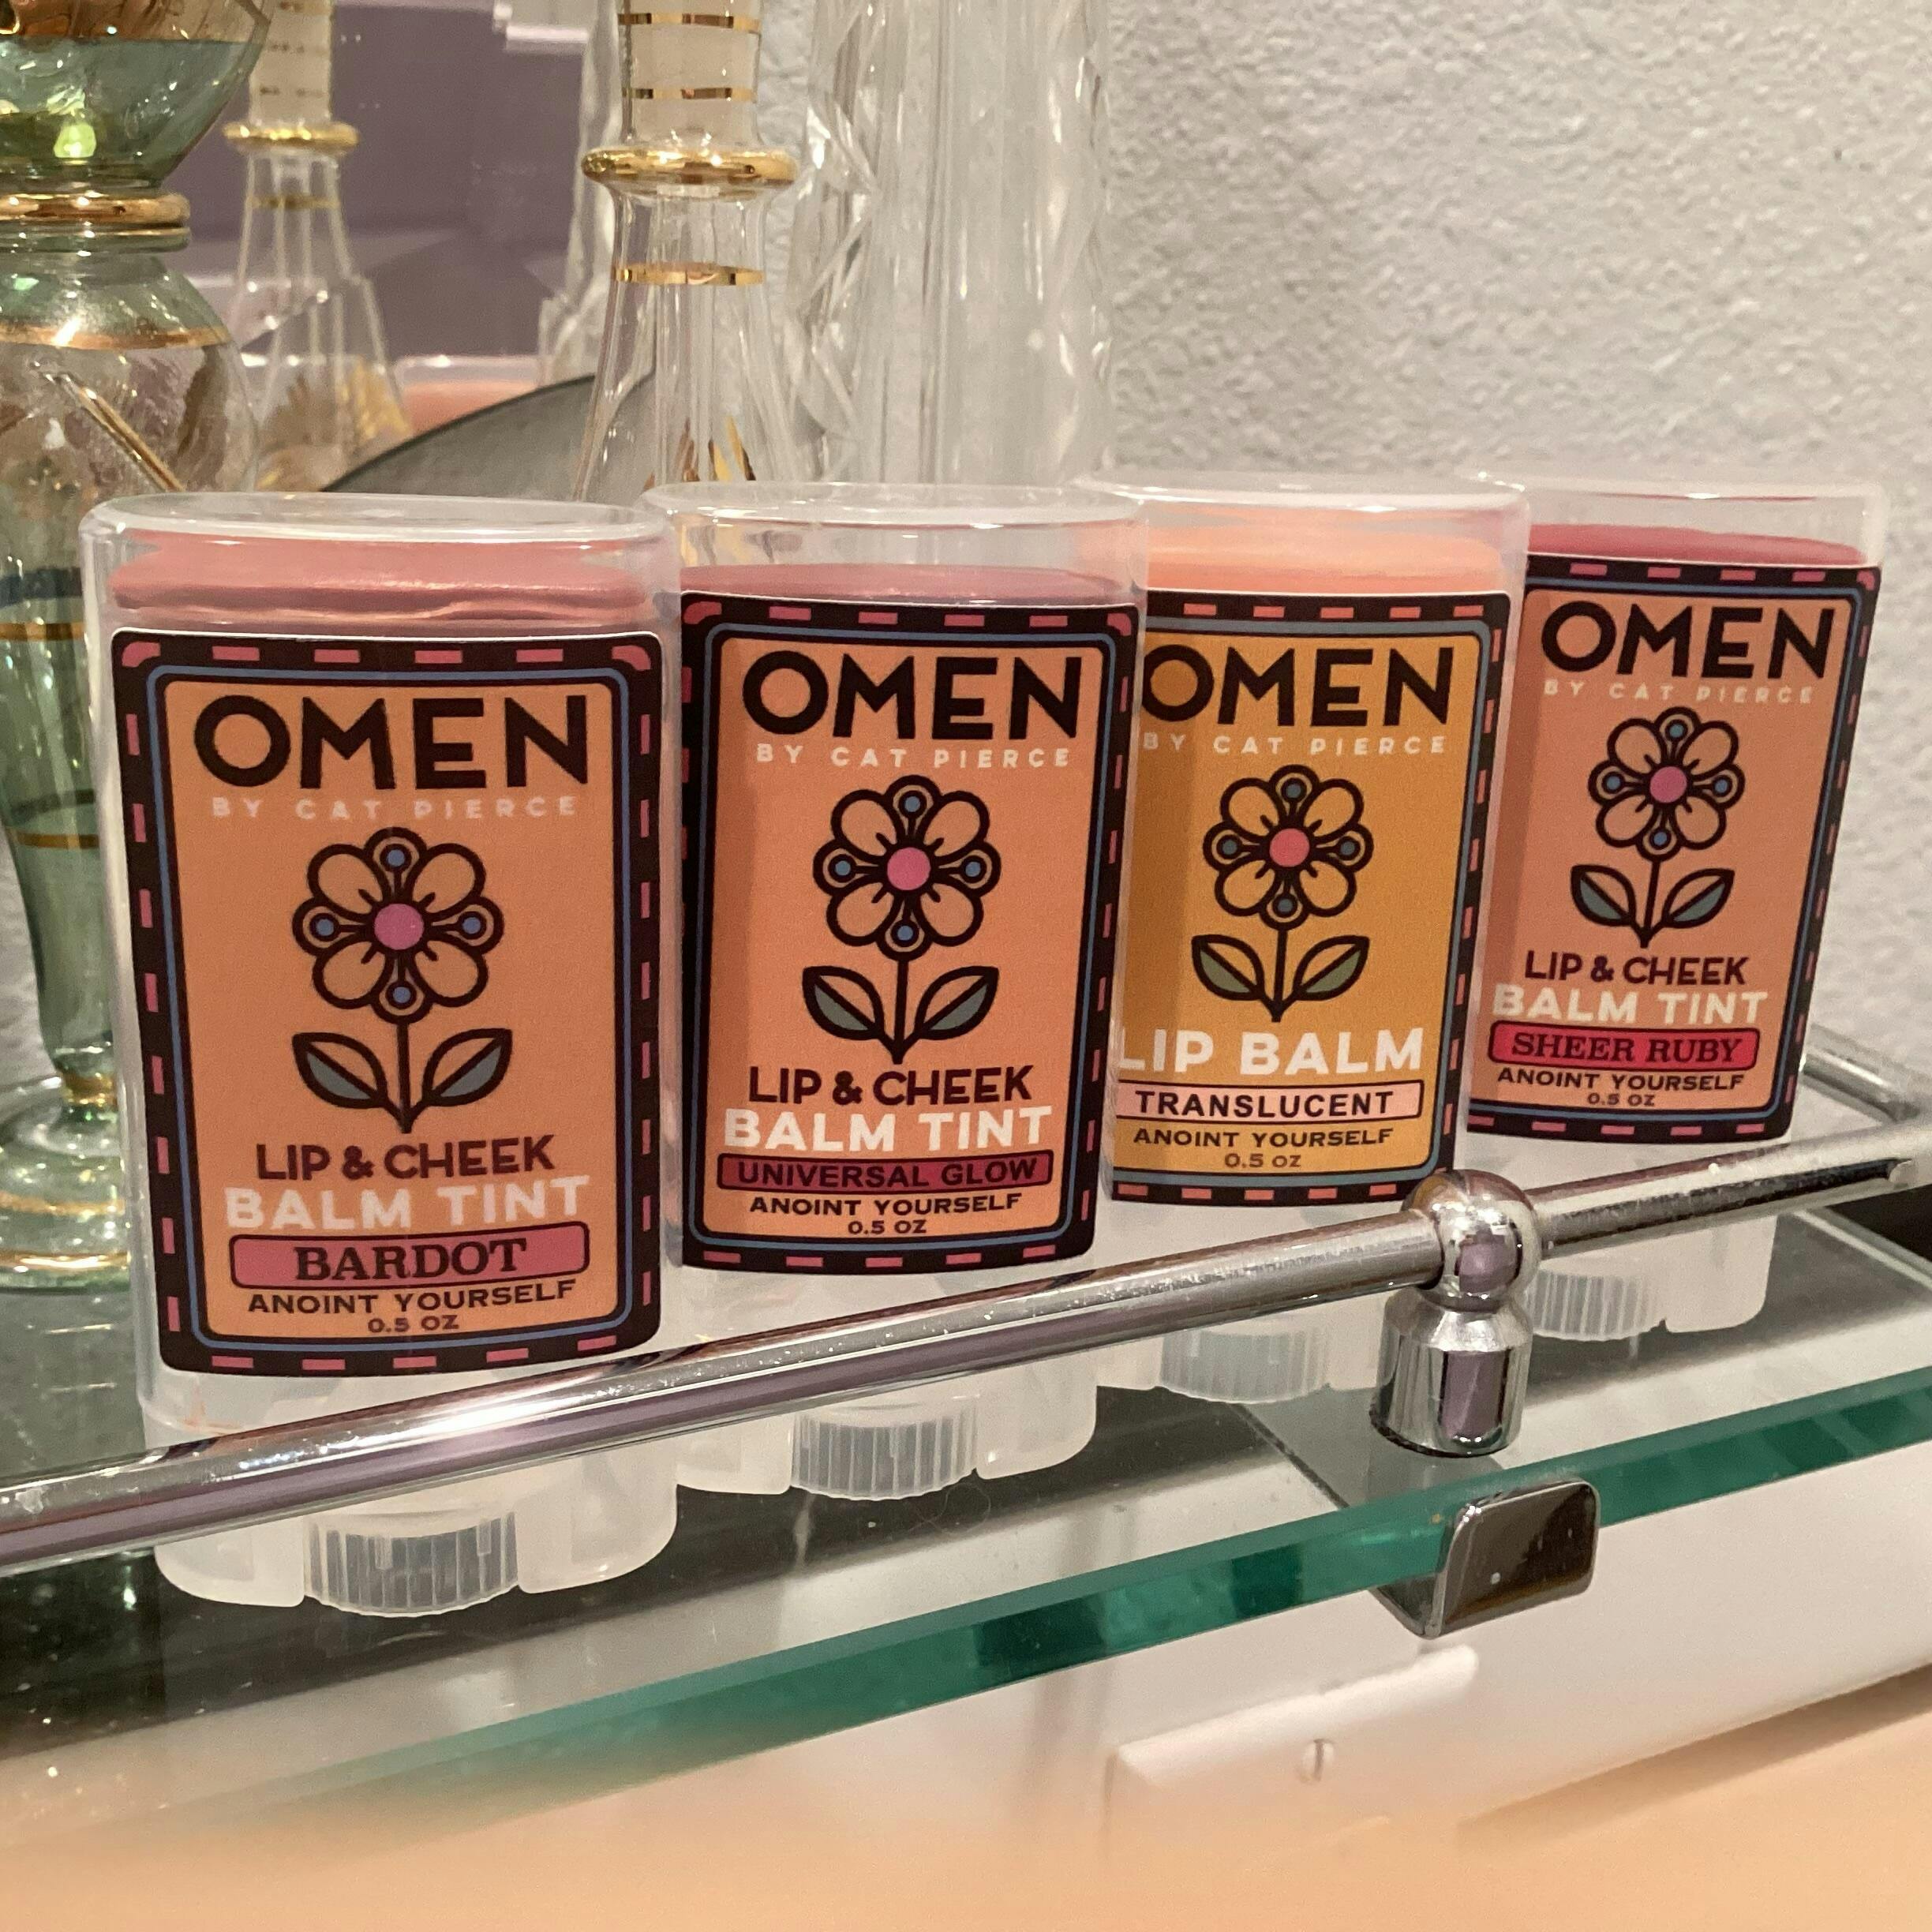 OMEN
BY CAT PIERCE
LIP & CHEEK
BALM TINT
BARDOT
ANOINT YOURSELF
0.5 OZ
OMEN
BY CAT PIERCE
LIP & CHEEK
BALM TINT
UNIVERSAL GLOW
ANOINT YOURSELF
0.5 OZ
OMEN
BY CAT PIERCE
LIP BALM
TRANSLUCENT
ANOINT YOURSELF
0.5 OZ
OMEN
BY CAT PIERCE
LIP & CHEEK
BALM TINT
SHEER RUBY
ANOINT YOURSELF
0.5 OZ